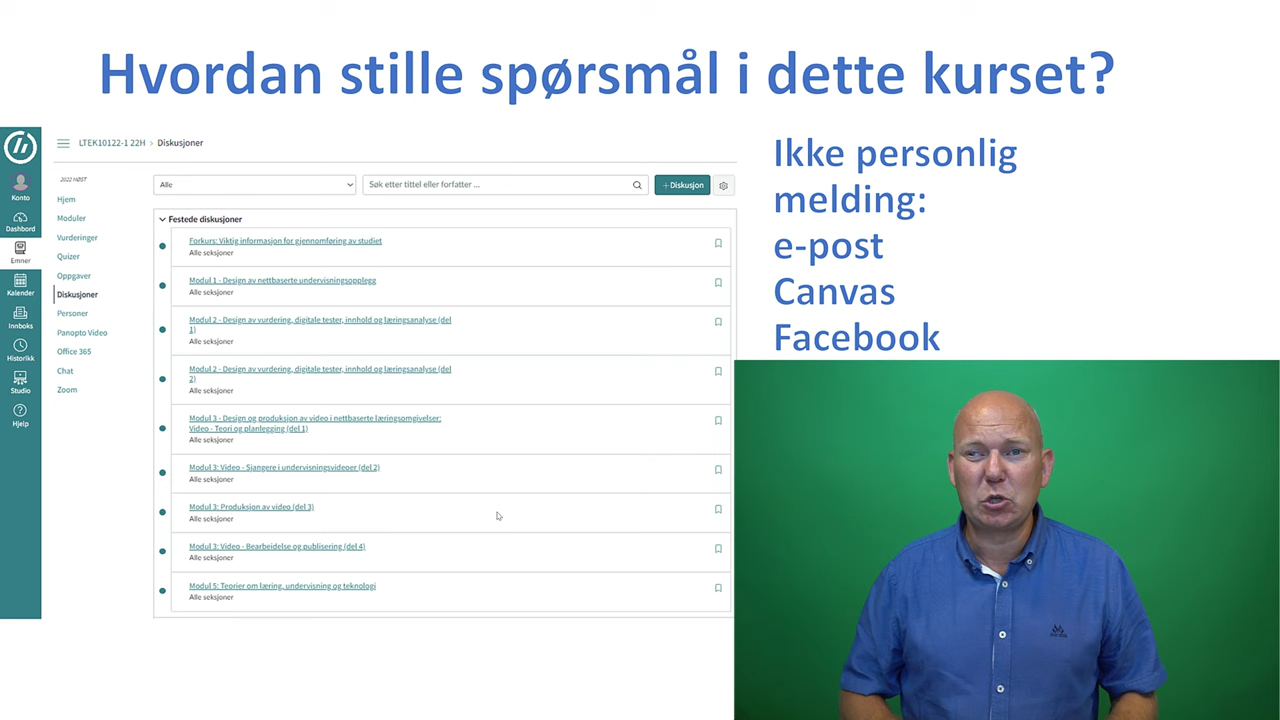 Hvordan stille spørsmål i dette kurset?
LTEK10122-1 22H > Diskusjoner
Konto
Dashbord
Emner
Kalender
Innboks
Historikk
Studio
Hjelp
2022 HØST
Hjem
Moduler
Vurderinger
Quizer
Oppgaver
Diskusjoner
Personer
Panopto Video
Office 365
Chat
Zoom
Alle
Søk etter tittel eller forfatter ...
+ Diskusjon
Festede diskusjoner
Forkurs: Viktig informasjon for gjennomføring av studiet
Alle seksjoner
Modul 1 - Design av nettbaserte undervisningsopplegg
Alle seksjoner
Modul 2 - Design av vurdering, digitale tester, innhold og læringsanalyse (del
1)
Alle seksjoner
Modul 2 - Design av vurdering, digitale tester, innhold og læringsanalyse (del
2)
Alle seksjoner
Modul 3 - Design og produksjon av video i nettbaserte læringsomgivelser:
Video - Teori og planlegging (del 1)
Alle seksjoner
Modul 3: Video - Sjangere i undervisningsvideoer (del 2)
Alle seksjoner
Modul 3: Produksjon av video (del 3)
Alle seksjoner
Modul 3: Video - Bearbeidelse og publisering (del 4)
Alle seksjoner
Modul 5: Teorier om læring, undervisning og teknologi
Alle seksjoner
Ikke personlig
melding:
e-post
Canvas
Facebook